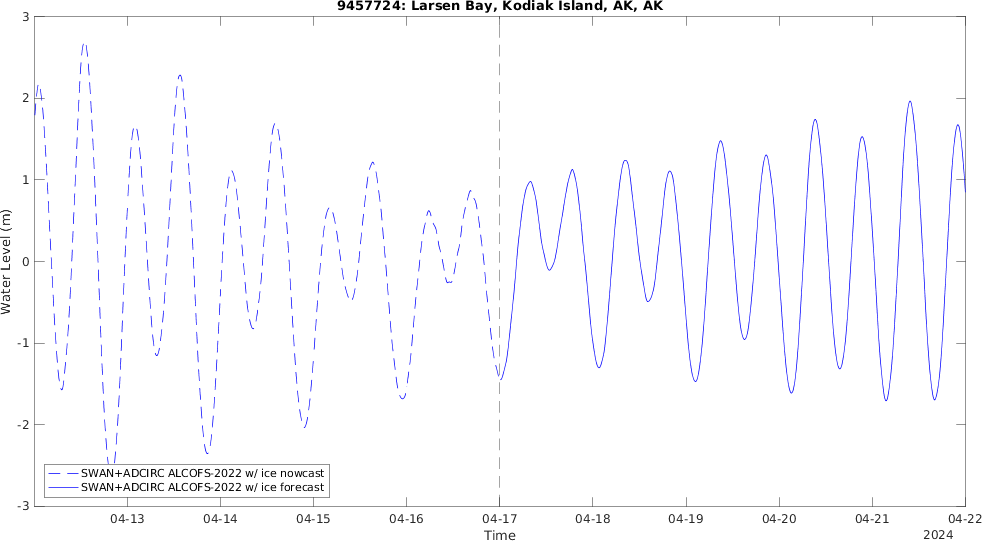 9457724: Larsen Bay, Kodiak Island, AK, AK
3
2
1
0
-1
-2
-3
Water Level (m)
SWAN+ADCIRC ALCOFS-2022 w/ ice nowcast
SWAN+ADCIRC ALCOFS-2022 w/ ice forecast
04-13 04-14 04-15 04-16 04-17 04-18 04-19 04-20 04-21 04-22
Time
2024